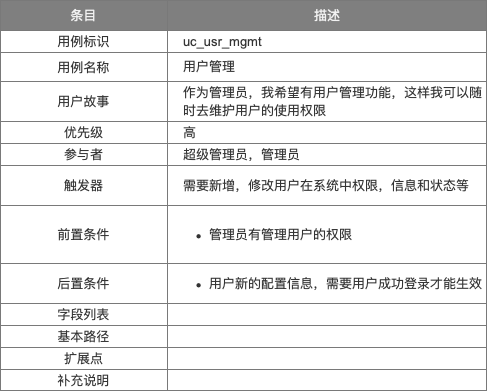 条目 描述
用例标识 uc_usr_mgmt
用例名称 用户管理
用户故事 作为管理员，我希望有用户管理功能，这样我可以随
时去维护用户的使用权限
优先级 高
参与者 超级管理员，管理员
触发器 需要新增，修改用户在系统中权限，信息和状态等
前置条件 • 管理员有管理用户的权限
后置条件 • 用户新的配置信息，需要用户成功登录才能生效
字段列表
基本路径
扩展点
补充说明